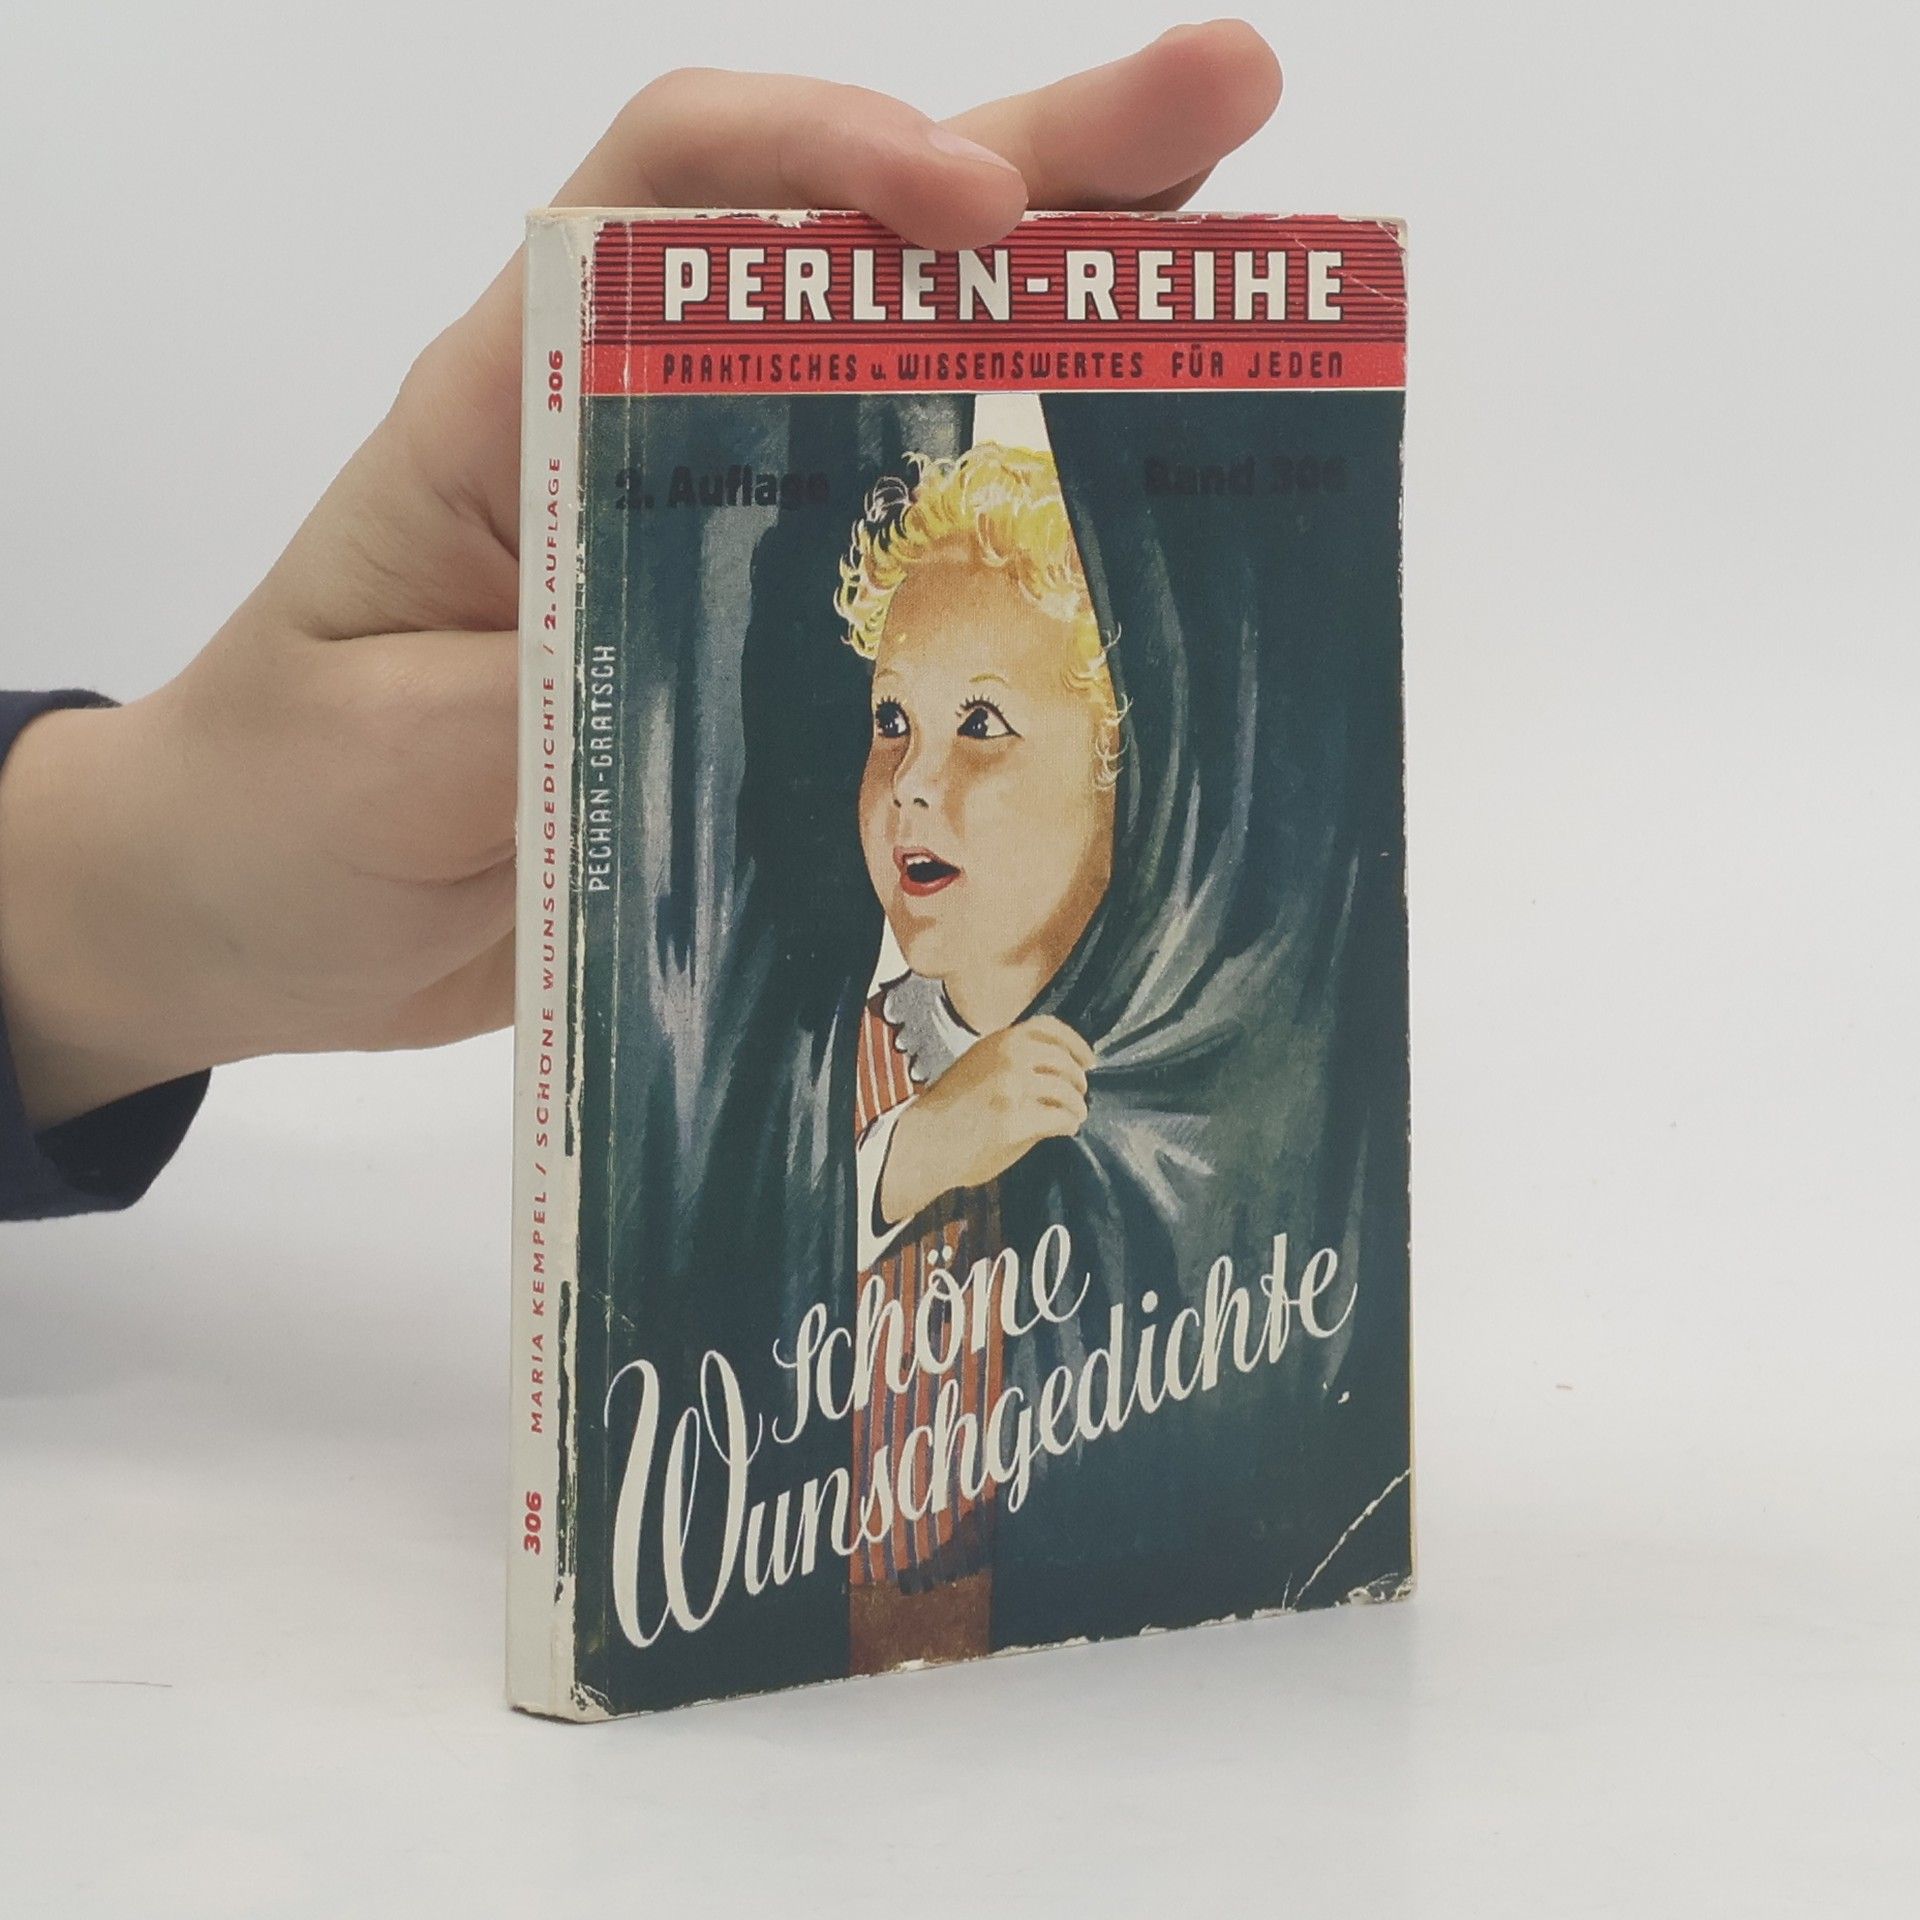 PERLEN-REIHE
PRAKTISCHES u. WISSENSWERTES FÜR JEDEN
2. Auflage Band 306
PECHAN-GRATSCH
Schöne
Wunschgedichte
306 MARIA KEMPEL / SCHÖNE WUNSCHGEDICHTE / 2. AUFLAGE 306